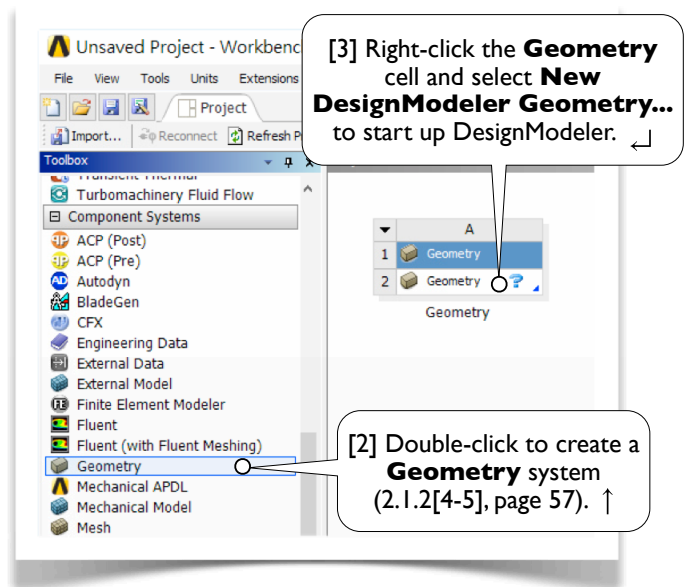 Unsaved Project - Workbenc
File View Tools Units Extensions
Project
Import... Reconnect Refresh P
Toolbox
Transient Thermal
Turbomachinery Fluid Flow
Component Systems
ACP (Post)
ACP (Pre)
Autodyn
BladeGen
CFX
Engineering Data
External Data
External Model
Finite Element Modeler
Fluent
Fluent (with Fluent Meshing)
Geometry
Mechanical APDL
Mechanical Model
Mesh
[3] Right-click the Geometry
cell and select New
DesignModeler Geometry...
to start up DesignModeler. ↵
A
1 Geometry
2 Geometry ?
Geometry
[2] Double-click to create a
Geometry system
(2.1.2[4-5], page 57). ↑